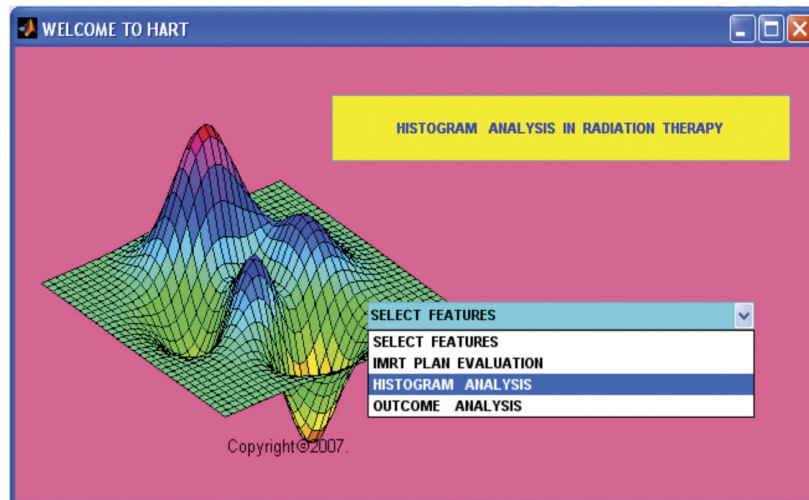 WELCOME TO HART
HISTOGRAM ANALYSIS IN RADIATION THERAPY
SELECT FEATURES
SELECT FEATURES
IMRT PLAN EVALUATION
HISTOGRAM ANALYSIS
OUTCOME ANALYSIS
Copyright©2007.